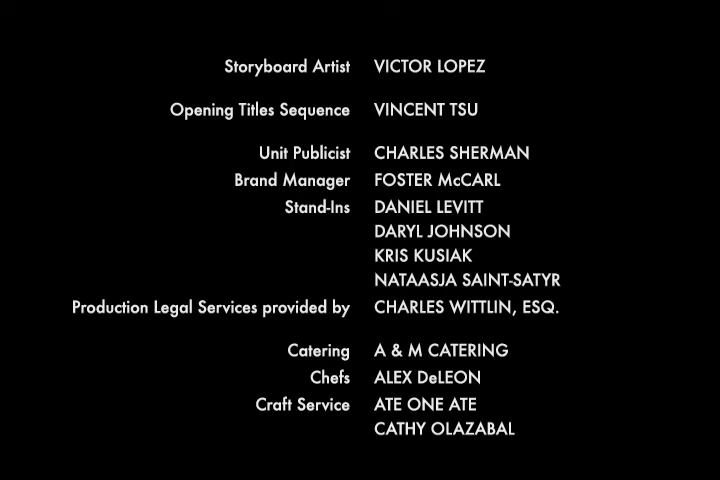 Storyboard Artist VICTOR LOPEZ
Opening Titles Sequence VINCENT TSU
Unit Publicist CHARLES SHERMAN
Brand Manager FOSTER McCARL
Stand-Ins DANIEL LEVITT
DARYL JOHNSON
KRIS KUSIAK
NATAASJA SAINT-SATYR
Production Legal Services provided by CHARLES WITTLIN, ESQ.
Catering A & M CATERING
Chefs ALEX DeLEON
Craft Service ATE ONE ATE
CATHY OLAZABAL